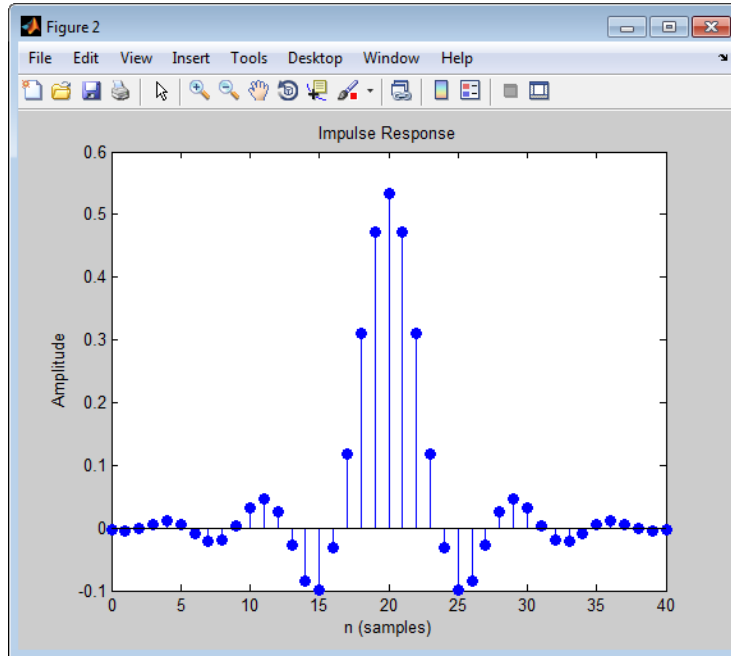 Figure 2
File Edit View Insert Tools Desktop Window Help
Impulse Response
0.6
0.5
0.4
0.3
0.2
0.1
0
-0.1
Amplitude
0 5 10 15 20 25 30 35 40
n (samples)